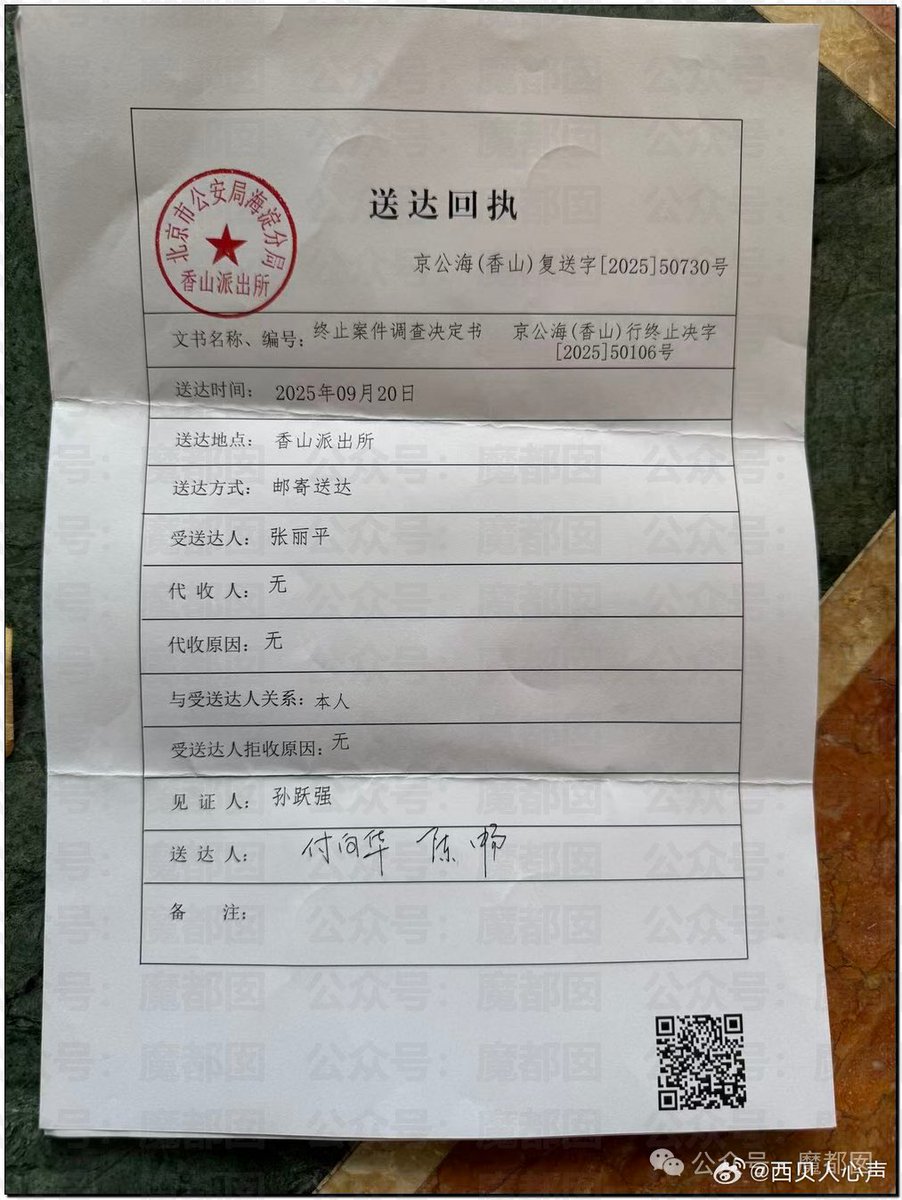 送达回执
北京市公安局海淀分局
香山派出所
京公海(香山)复送字[2025]50730号
文书名称、编号：终止案件调查决定书 京公海(香山)行终止决字
[2025]50106号
送达时间： 2025年09月20日
送达地点： 香山派出所
送达方式： 邮寄送达
受送达人： 张丽平
代 收 人： 无
代收原因： 无
与受送达人关系：本人
受送达人拒收原因：无
见 证 人： 孙跃强
送 达 人： 付向华 陈畅
备 注：
公众号：魔都囡
公众号·魔都囡
@西贝人心声